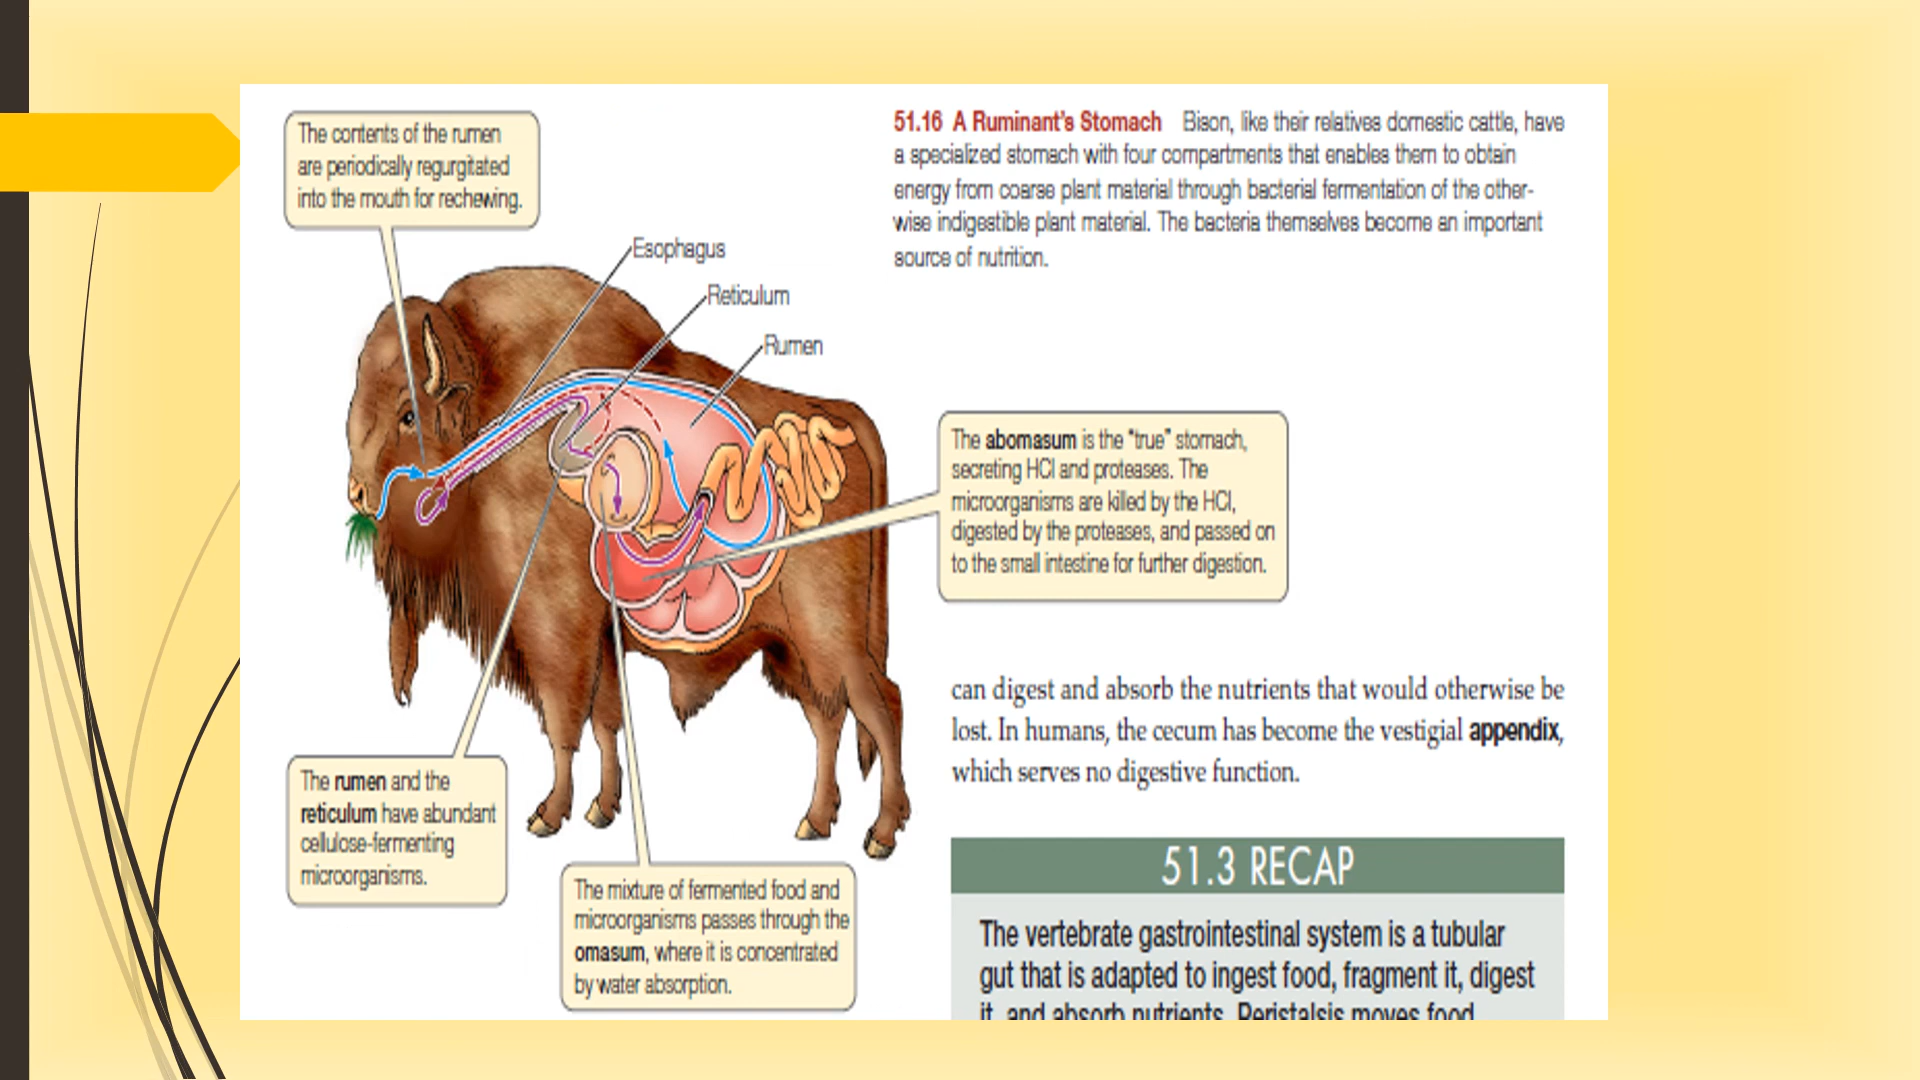 The contents of the rumen
are periodically regurgitated
into the mouth for rechewing.
Esophagus
Reticulum
Rumen
51.16 A Ruminant's Stomach Bison, like their relatives domestic cattle, have
a specialized stomach with four compartments that enables them to obtain
energy from coarse plant material through bacterial fermentation of the other-
wise indigestible plant material. The bacteria themselves become an important
source of nutrition.
The abomasum is the “true” stomach,
secreting HCl and proteases. The
microorganisms are killed by the HCl,
digested by the proteases, and passed on
to the small intestine for further digestion.
The rumen and the
reticulum have abundant
cellulose-fermenting
microorganisms.
The mixture of fermented food and
microorganisms passes through the
omasum, where it is concentrated
by water absorption.
can digest and absorb the nutrients that would otherwise be
lost. In humans, the cecum has become the vestigial appendix,
which serves no digestive function.
51.3 RECAP
The vertebrate gastrointestinal system is a tubular
gut that is adapted to ingest food, fragment it, digest
it, and absorb nutrients. Peristalsis moves food